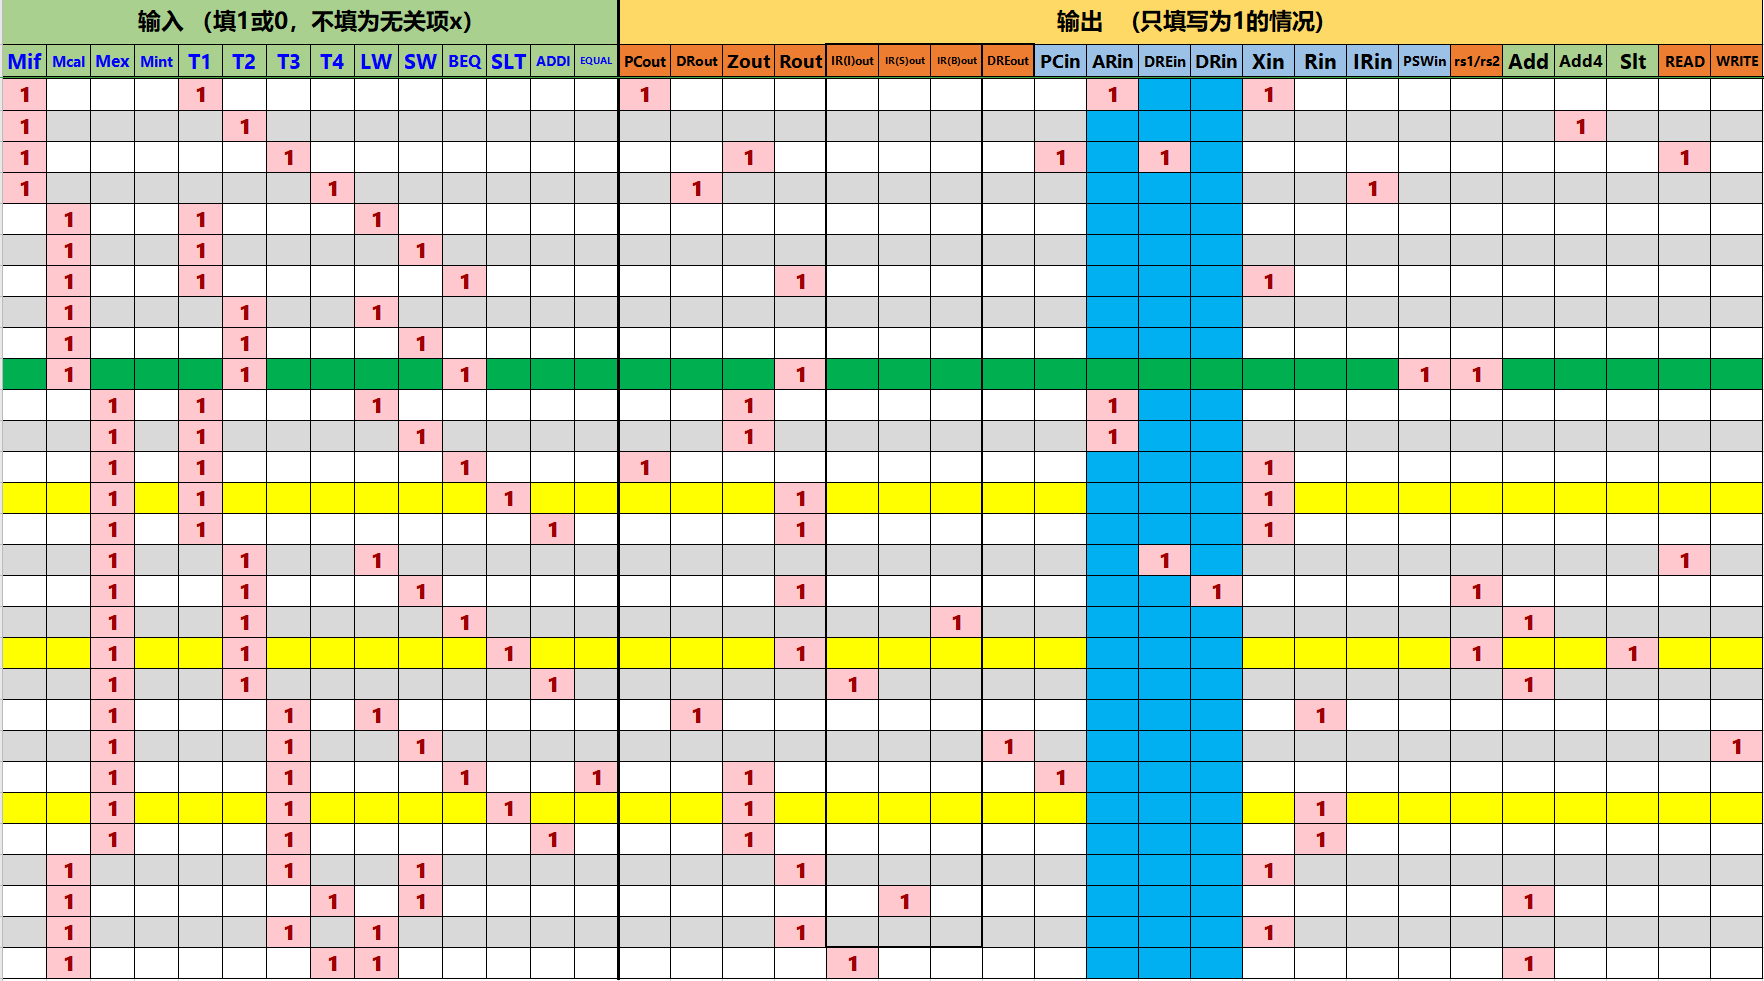 输入 （填1或0，不填为无关项x） 输出 （只填写为1的情况）
Mif Mcal Mex Mint T1 T2 T3 T4 LW SW BEQ SLT ADDI EQUAL PCout DRout Zout Rout IR(I)out IR(S)out IR(B)out DREout PCin ARin DREin DRin Xin Rin IRin PSWin rs1/rs2 Add Add4 Slt READ WRITE
1 1 1 1 1
1 1 1
1 1 1 1 1 1
1 1 1 1
1 1 1
1 1 1
1 1 1 1 1
1 1 1
1 1 1
1 1 1 1 1 1
1 1 1 1 1
1 1 1 1 1
1 1 1 1 1
1 1 1 1 1
1 1 1 1 1
1 1 1 1 1
1 1 1 1 1 1
1 1 1 1 1
1 1 1 1 1 1
1 1 1 1 1
1 1 1 1 1
1 1 1 1 1
1 1 1 1 1 1
1 1 1 1 1
1 1 1 1 1
1 1 1 1 1
1 1 1 1 1
1 1 1 1 1
1 1 1 1 1